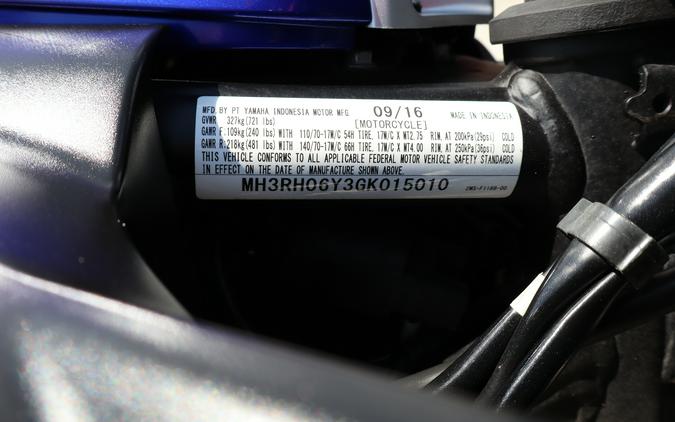 MFD. BY PT YAMAHA INDONESIA MOTOR MFG. 09/16 MADE IN INDONESIA
GVWR 327kg(721 lbs) [MOTORCYCLE]
GAWR F:109kg(240 lbs) WITH 110/70-17M/C 54H TIRE, 17M/C X MT2.75 RIM, AT 200kPa(29psi) COLD
GAWR R:218kg(481 lbs) WITH 140/70-17M/C 66H TIRE, 17M/C X MT4.00 RIM, AT 250kPa(36psi) COLD
THIS VEHICLE CONFORMS TO ALL APPLICABLE FEDERAL MOTOR VEHICLE SAFETY STANDARDS
IN EFFECT ON THE DATE OF MANUFACTURE SHOWN ABOVE.
MH3RH06Y3GK015010